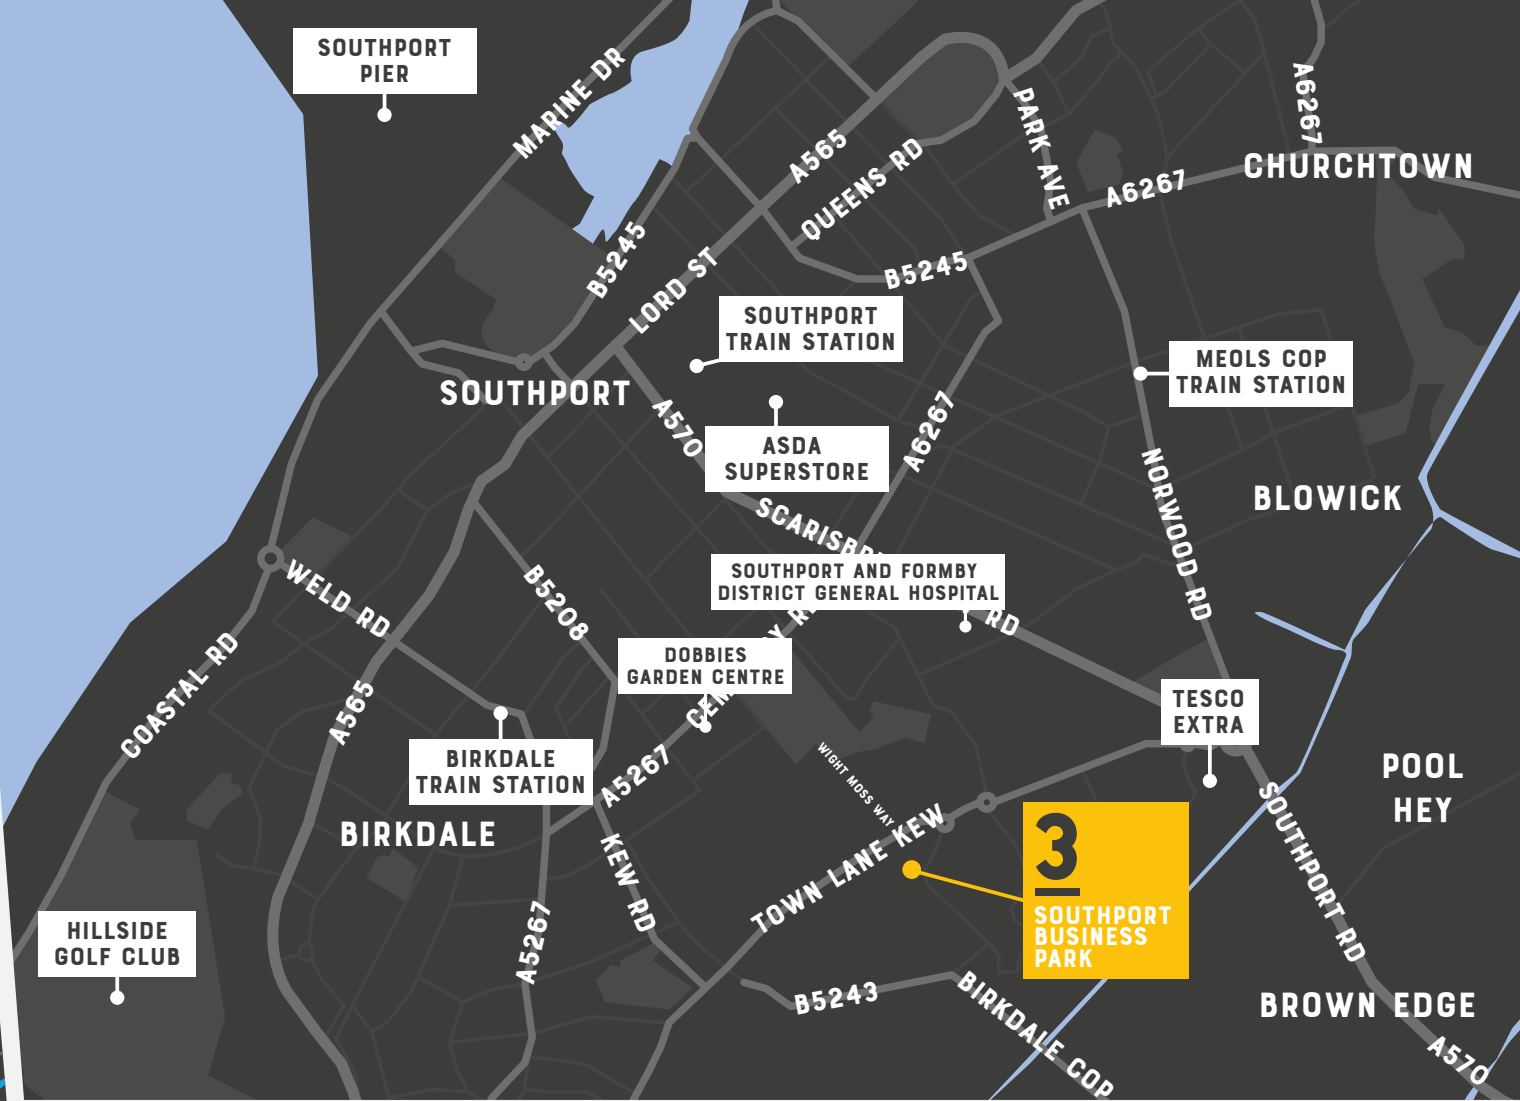 SOUTHPORT
PIER
MARINE DR
A565
QUEENS RD
PARK AVE
A6267
A6267
CHURCHTOWN
B5245
LORD ST
B5245
SOUTHPORT
TRAIN STATION
MEOLS COP
TRAIN STATION
SOUTHPORT
A570
ASDA
SUPERSTORE
A6267
NORWOOD RD
BLOWICK
SCARISBR
RD
SOUTHPORT AND FORMBY
DISTRICT GENERAL HOSPITAL
WELD RD
B5208
COASTAL RD
A565
DOBBIES
GARDEN CENTRE
TESCO
EXTRA
BIRKDALE
TRAIN STATION
A5267
WIGHT MOSS WAY
POOL
HEY
BIRKDALE
KEW RD
TOWN LANE KEW
3
SOUTHPORT
BUSINESS
PARK
SOUTHPORT RD
HILLSIDE
GOLF CLUB
A5267
B5243
BIRKDALE COP
BROWN EDGE
A570